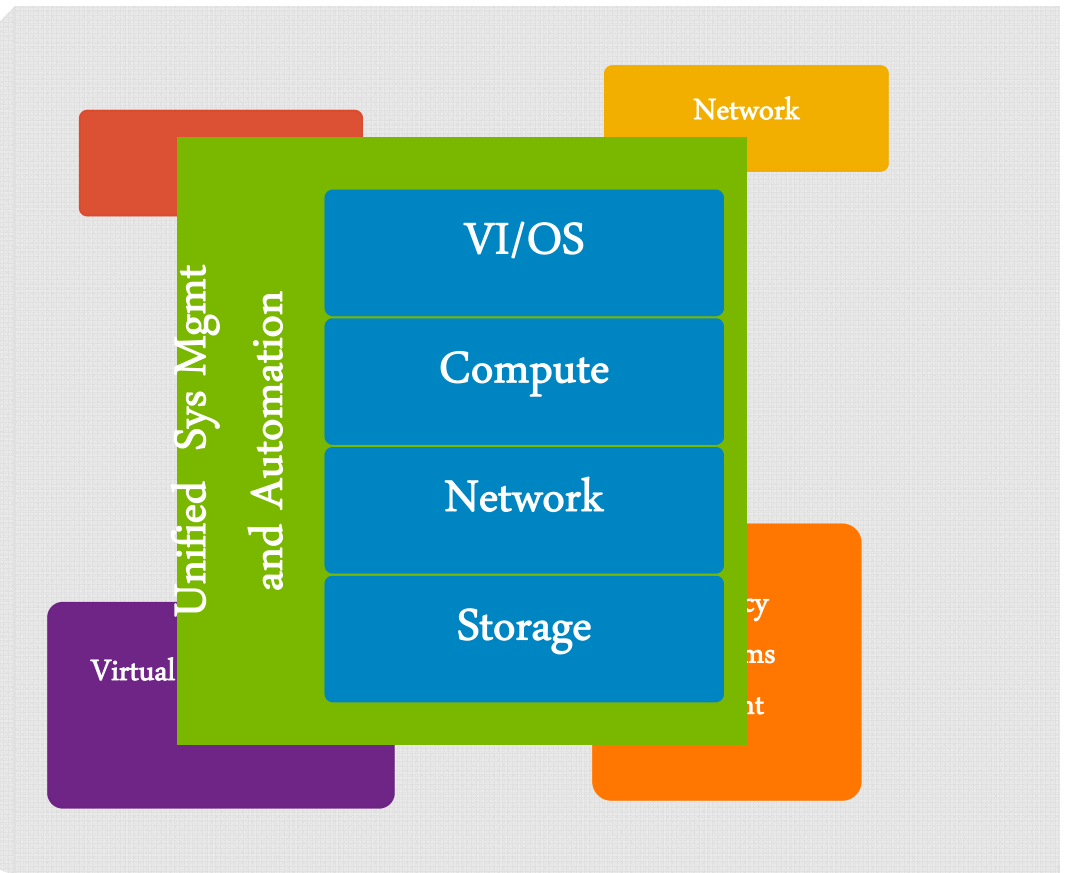 Network
VI/OS
Unified Sys Mgmt
and Automation
Compute
Network
Storage
Virtual